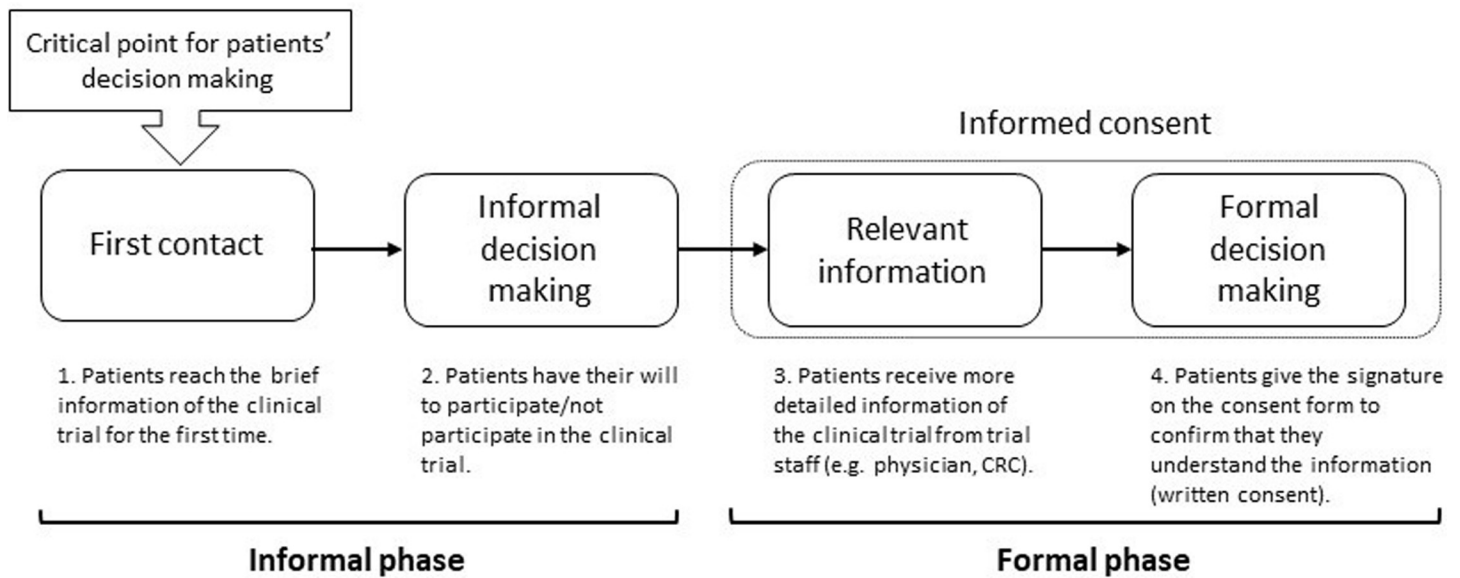 Critical point for patients’
decision making
Informed consent
First contact
Informal
decision
making
Relevant
information
Formal
decision
making
1. Patients reach the brief
information of the clinical
trial for the first time.
2. Patients have their will
to participate/not
participate in the clinical
trial.
3. Patients receive more
detailed information of
the clinical trial from trial
staff (e.g. physician, CRC).
4. Patients give the signature
on the consent form to
confirm that they
understand the information
(written consent).
Informal phase
Formal phase